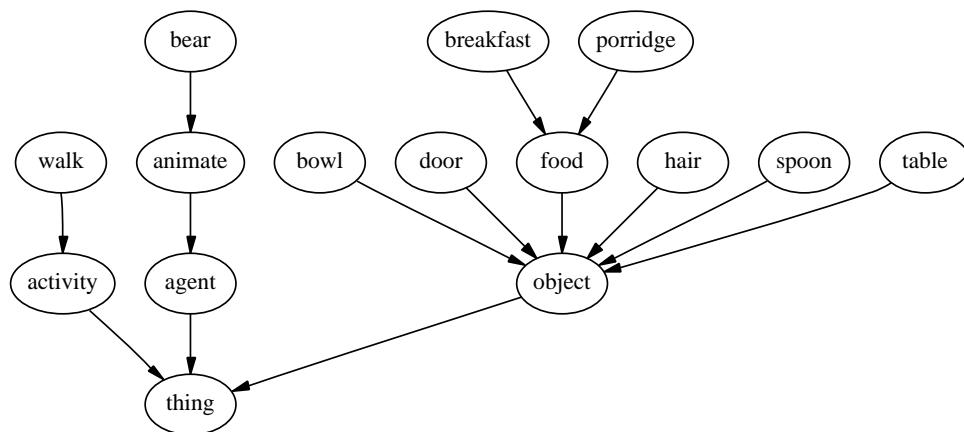 bear
breakfast
porridge
walk
animate
bowl
door
food
hair
spoon
table
activity
agent
object
thing